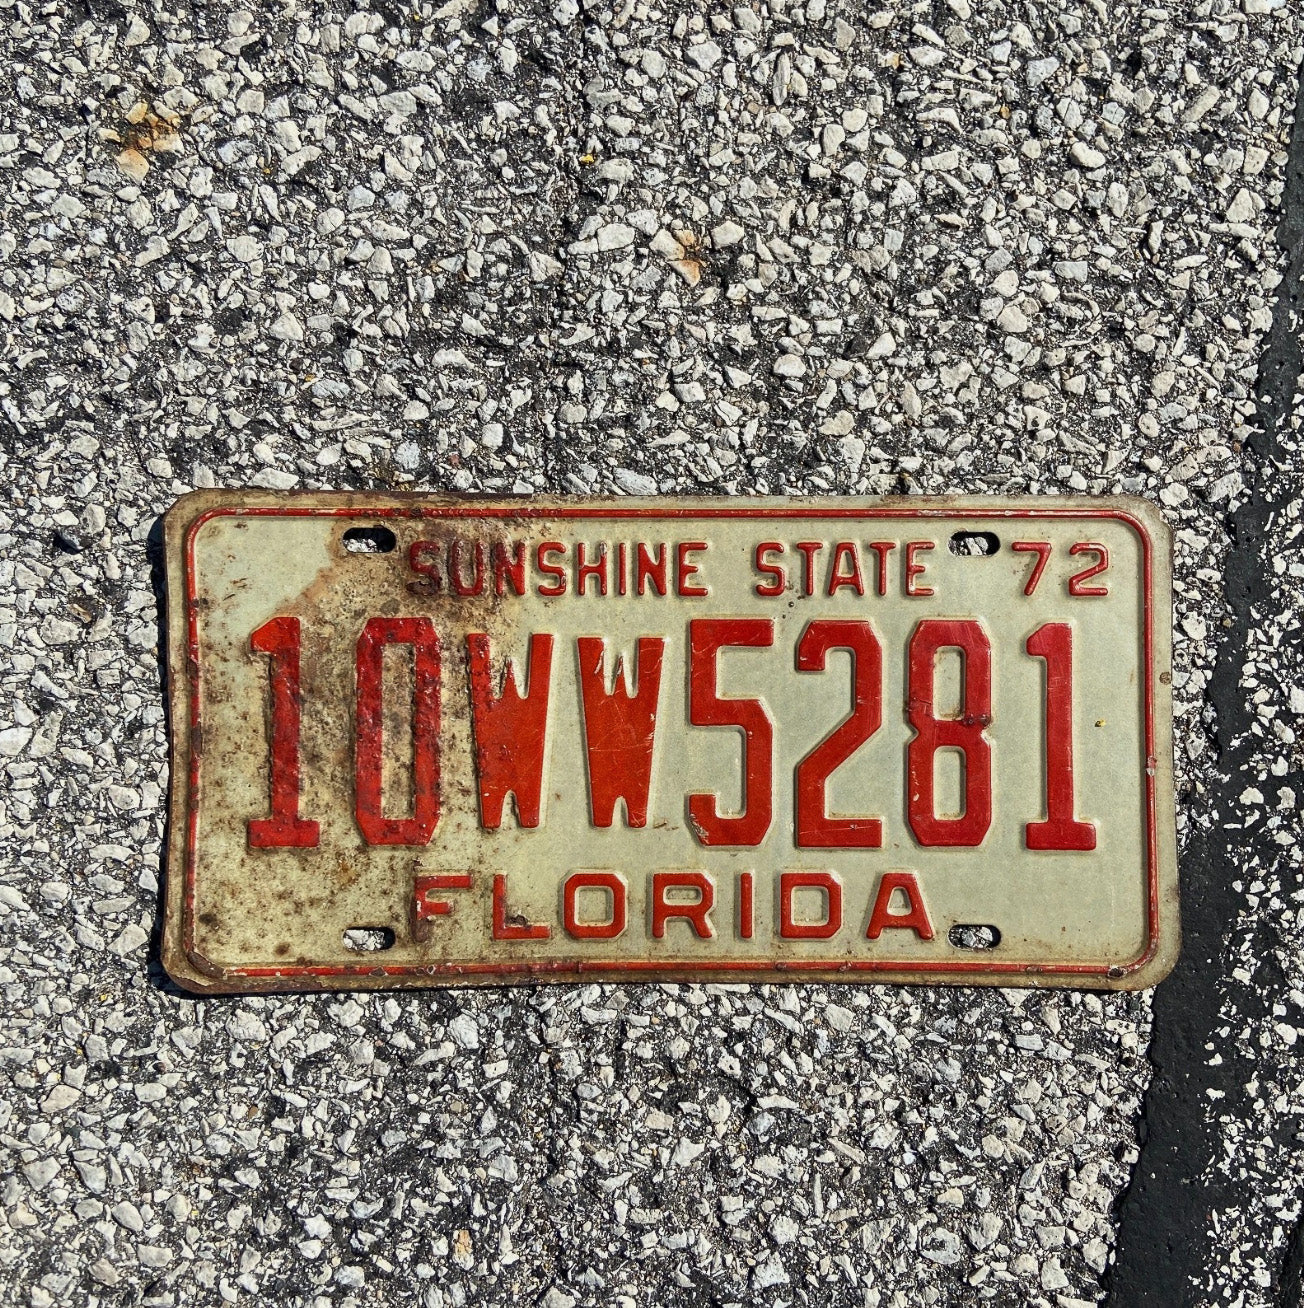 SUNSHINE STATE 72
10WW5281
FLORIDA